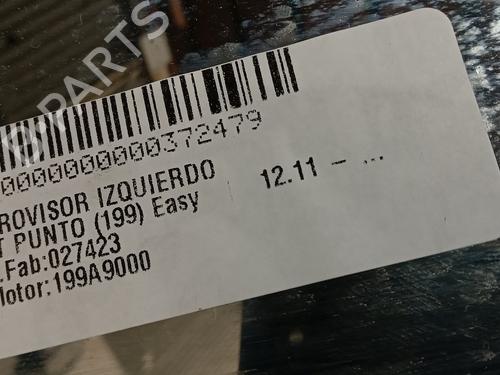 B-PARTS
0000000000372479
ROVISOR IZQUIERDO
12.11 - ...
T PUNTO (199) Easy
.Fab:027423
Motor:199A9000